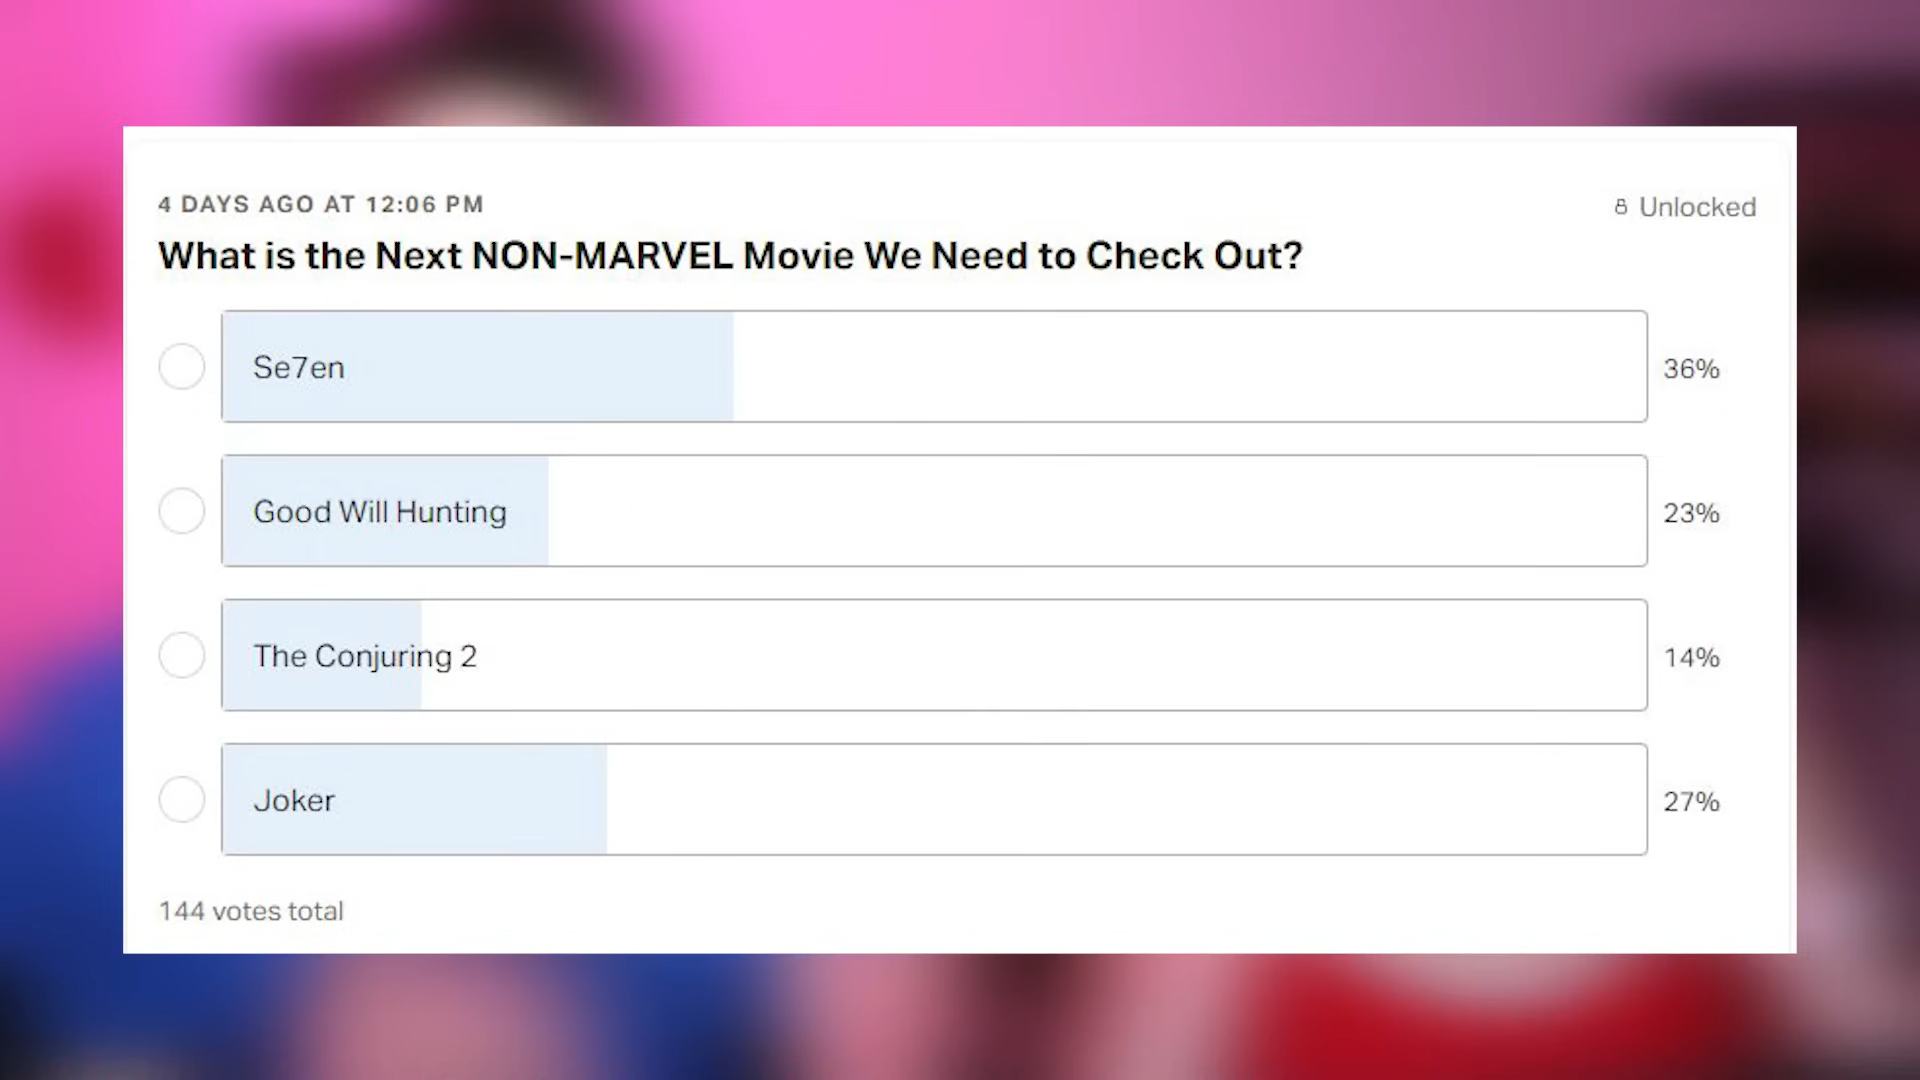 4 DAYS AGO AT 12:06 PM
Unlocked
What is the Next NON-MARVEL Movie We Need to Check Out?
Se7en
36%
Good Will Hunting
23%
The Conjuring 2
14%
Joker
27%
144 votes total